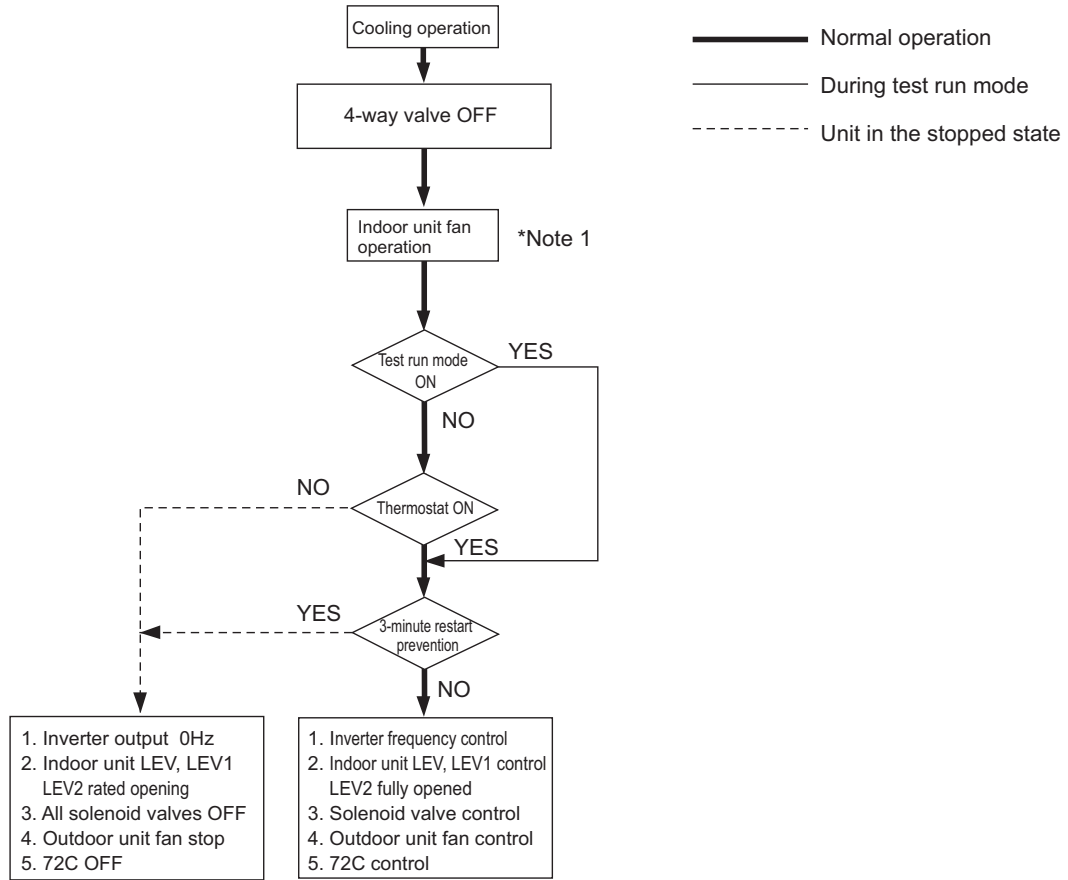 Cooling operation
Normal operation
During test run mode
Unit in the stopped state
4-way valve OFF
Indoor unit fan
operation
*Note 1
Test run mode
ON
YES
NO
Thermostat ON
NO
YES
3-minute restart
prevention
YES
NO
1. Inverter output 0Hz
2. Indoor unit LEV, LEV1
LEV2 rated opening
3. All solenoid valves OFF
4. Outdoor unit fan stop
5. 72C OFF
1. Inverter frequency control
2. Indoor unit LEV, LEV1 control
LEV2 fully opened
3. Solenoid valve control
4. Outdoor unit fan control
5. 72C control